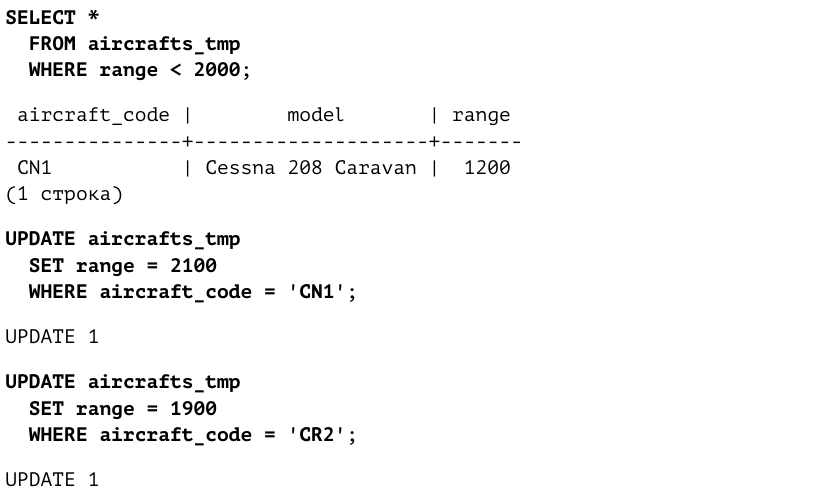 SELECT *
  FROM aircrafts_tmp
  WHERE range < 2000;
 aircraft_code |        model        | range
---------------+--------------------+-------
 CN1           | Cessna 208 Caravan |  1200
(1 строка)
UPDATE aircrafts_tmp
  SET range = 2100
  WHERE aircraft_code = 'CN1';
UPDATE 1
UPDATE aircrafts_tmp
  SET range = 1900
  WHERE aircraft_code = 'CR2';
UPDATE 1